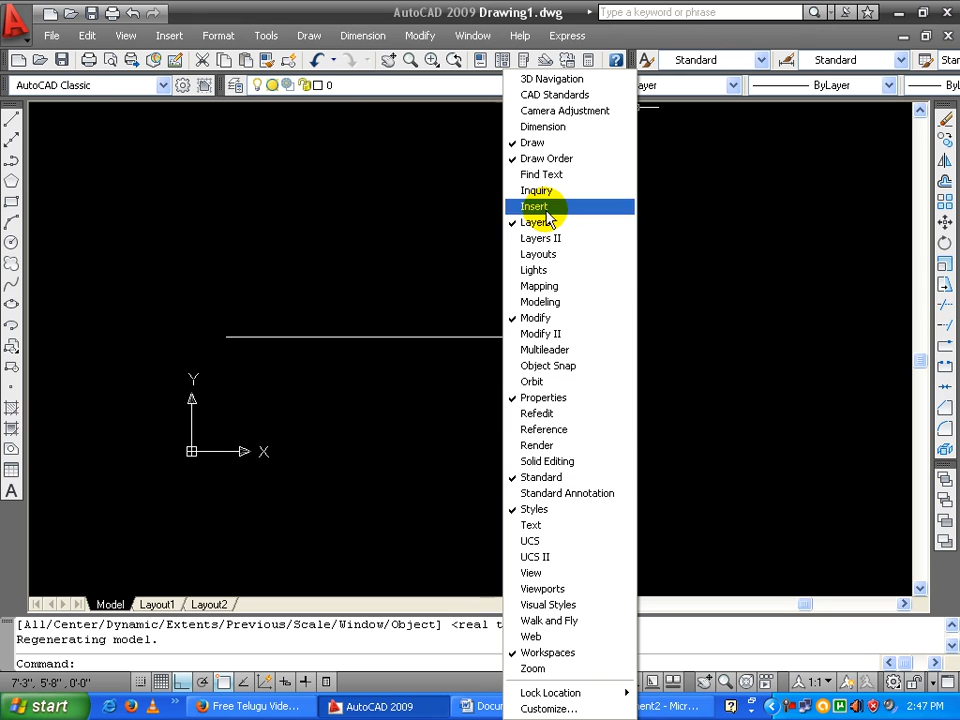 AutoCAD 2009 Drawing1.dwg
Type a keyword or phrase
File Edit View Insert Format Tools Draw Dimension Modify Window Help Express
Standard Standard
AutoCAD Classic 0 ByLayer
3D Navigation
CAD Standards
Camera Adjustment
Dimension
Draw
Draw Order
Find Text
Inquiry
Insert
Layers
Layers II
Layouts
Lights
Mapping
Modeling
Modify
Modify II
Multileader
Object Snap
Orbit
Properties
Refedit
Reference
Render
Solid Editing
Standard
Standard Annotation
Styles
Text
UCS
UCS II
View
Viewports
Visual Styles
Walk and Fly
Web
Workspaces
Zoom
Lock Location
Customize...
Y
X
A
Model Layout1 Layout2
[All/Center/Dynamic/Extents/Previous/Scale/Window/Object] <real t
Regenerating model.
Command:
7'-3", 5'-8", 0'-0" 1:1
start Free Telugu Vide... AutoCAD 2009 Docum ent2 - Micr... 2:47 PM